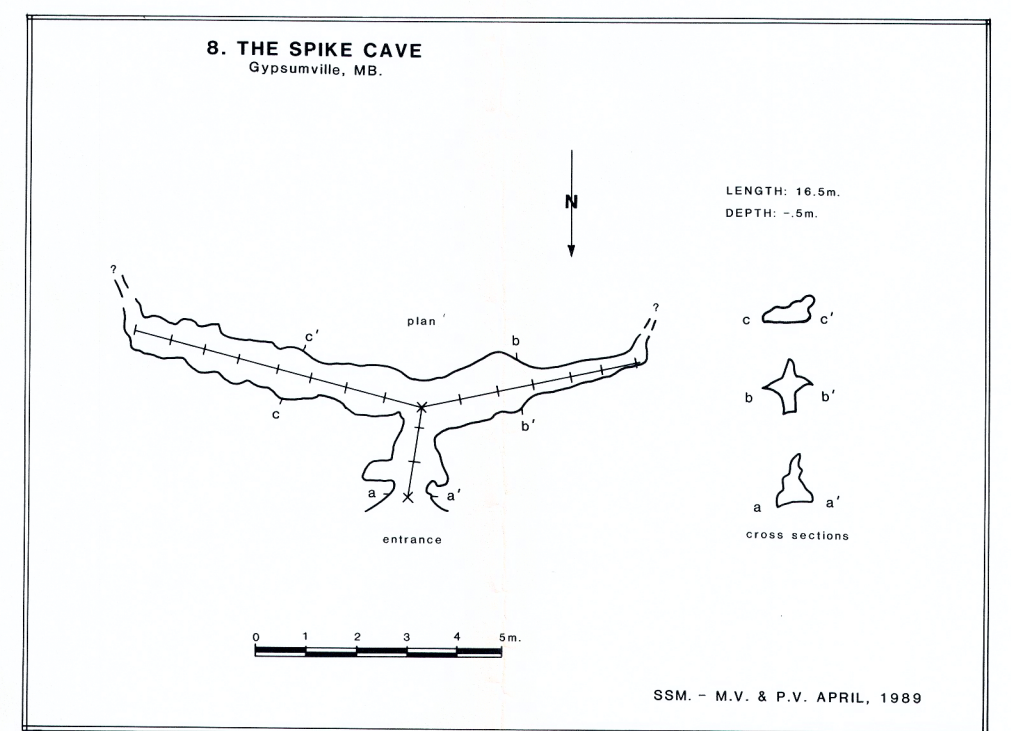 8. THE SPIKE CAVE
Gypsumville, MB.
N
LENGTH: 16.5m.
DEPTH: -.5m.
?
?
plan
c'
b
c
b'
a
a'
entrance
c c'
b b'
a a'
cross sections
0 1 2 3 4 5m.
SSM. - M.V. & P.V. APRIL, 1989